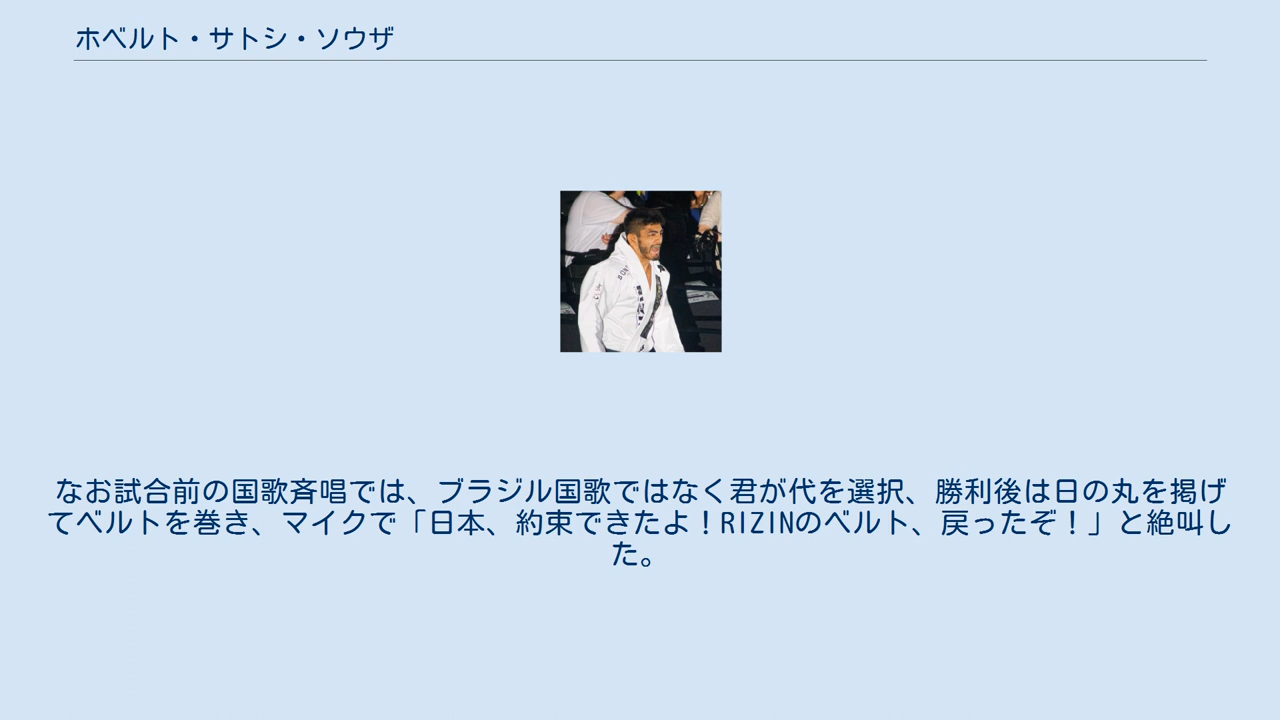 ホベルト・サトシ・ソウザ
なお試合前の国歌斉唱では、ブラジル国歌ではなく君が代を選択、勝利後は日の丸を掲げ
てベルトを巻き、マイクで「日本、約束できたよ！RIZINのベルト、戻ったぞ！」と絶叫し
た。